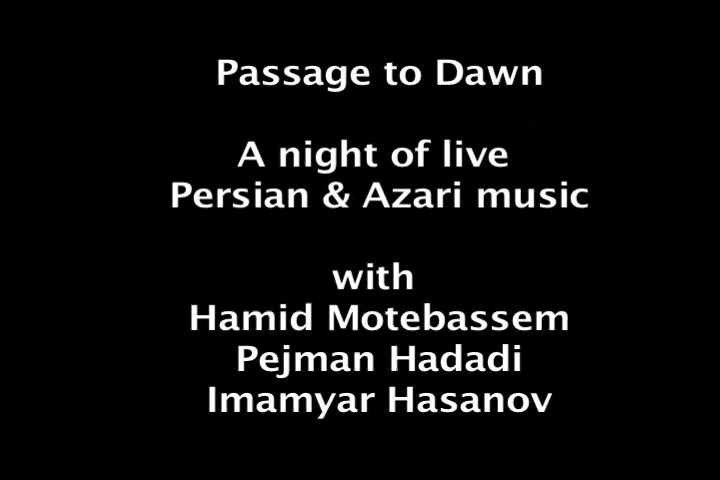 Passage to Dawn
A night of live
Persian & Azari music
with
Hamid Motebassem
Pejman Hadadi
Imamyar Hasanov